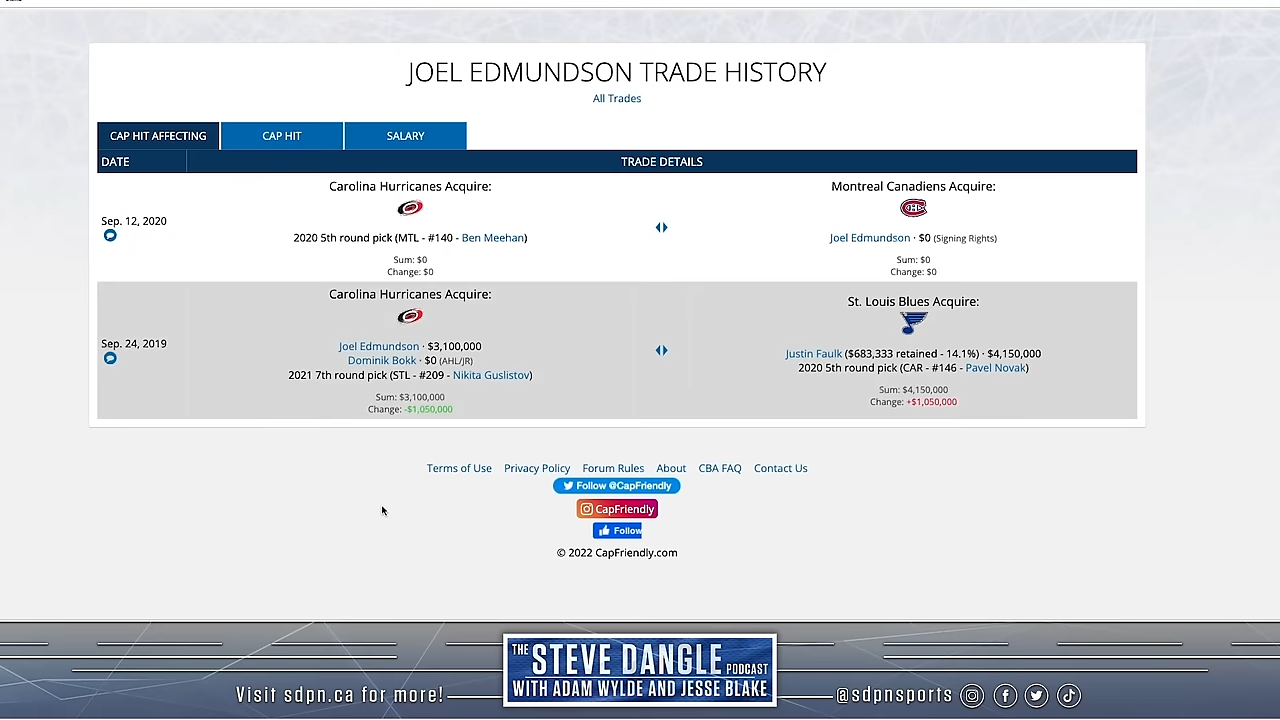 JOEL EDMUNDSON TRADE HISTORY
All Trades
CAP HIT AFFECTING CAP HIT SALARY
DATE TRADE DETAILS
Carolina Hurricanes Acquire: Montreal Canadiens Acquire:
Sep. 12, 2020
2020 5th round pick (MTL - #140 - Ben Meehan) Joel Edmundson · $0 (Signing Rights)
Sum: $0 Sum: $0
Change: $0 Change: $0
Carolina Hurricanes Acquire: St. Louis Blues Acquire:
Sep. 24, 2019
Joel Edmundson · $3,100,000 Justin Faulk ($683,333 retained - 14.1%) · $4,150,000
Dominik Bokk · $0 (AHL/JR) 2020 5th round pick (CAR - #146 - Pavel Novak)
2021 7th round pick (STL - #209 - Nikita Guslistov)
Sum: $3,100,000 Sum: $4,150,000
Change: -$1,050,000 Change: +$1,050,000
Terms of Use Privacy Policy Forum Rules About CBA FAQ Contact Us
Follow @CapFriendly
CapFriendly
Follow
© 2022 CapFriendly.com
THE STEVE DANGLE PODCAST
WITH ADAM WYLDE AND JESSE BLAKE
Visit sdpn.ca for more! @sdpnsports